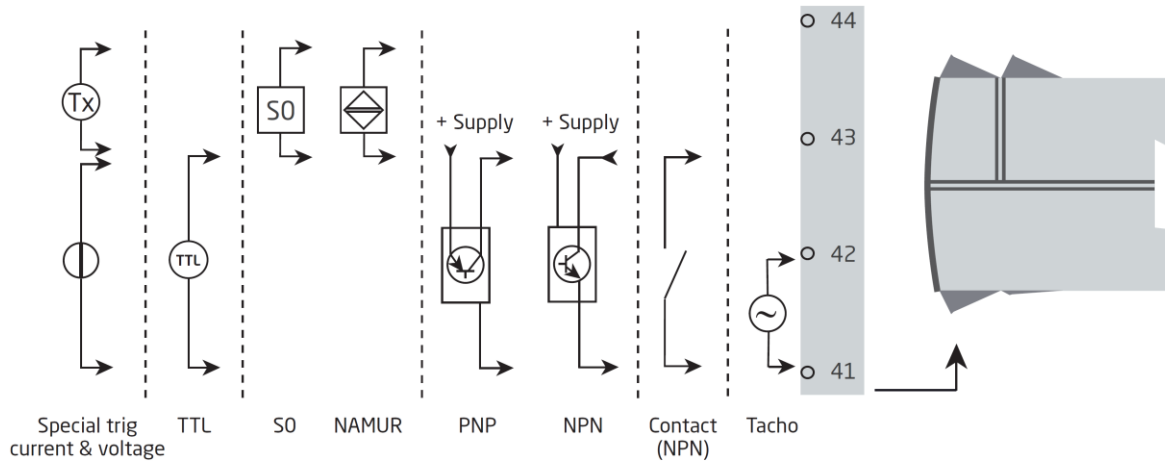 44
Tx
S0
+ Supply
+ Supply
43
TTL
42
~
41
Special trig
current & voltage
TTL
S0
NAMUR
PNP
NPN
Contact
(NPN)
Tacho